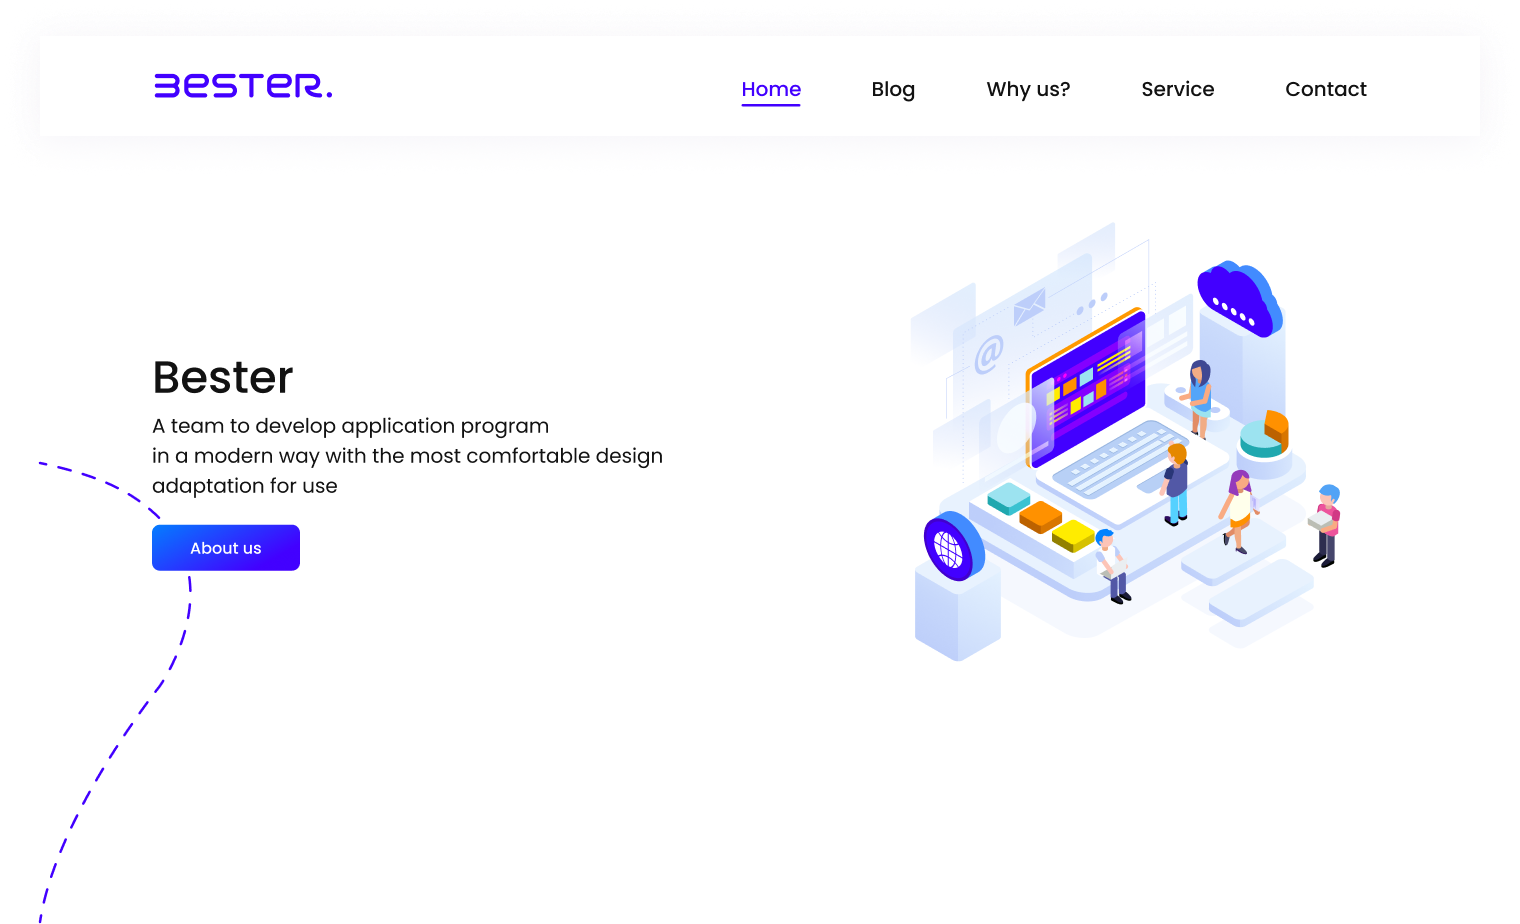 BESTER.
Home Blog Why us? Service Contact
@
Bester
A team to develop application program
in a modern way with the most comfortable design
adaptation for use
About us